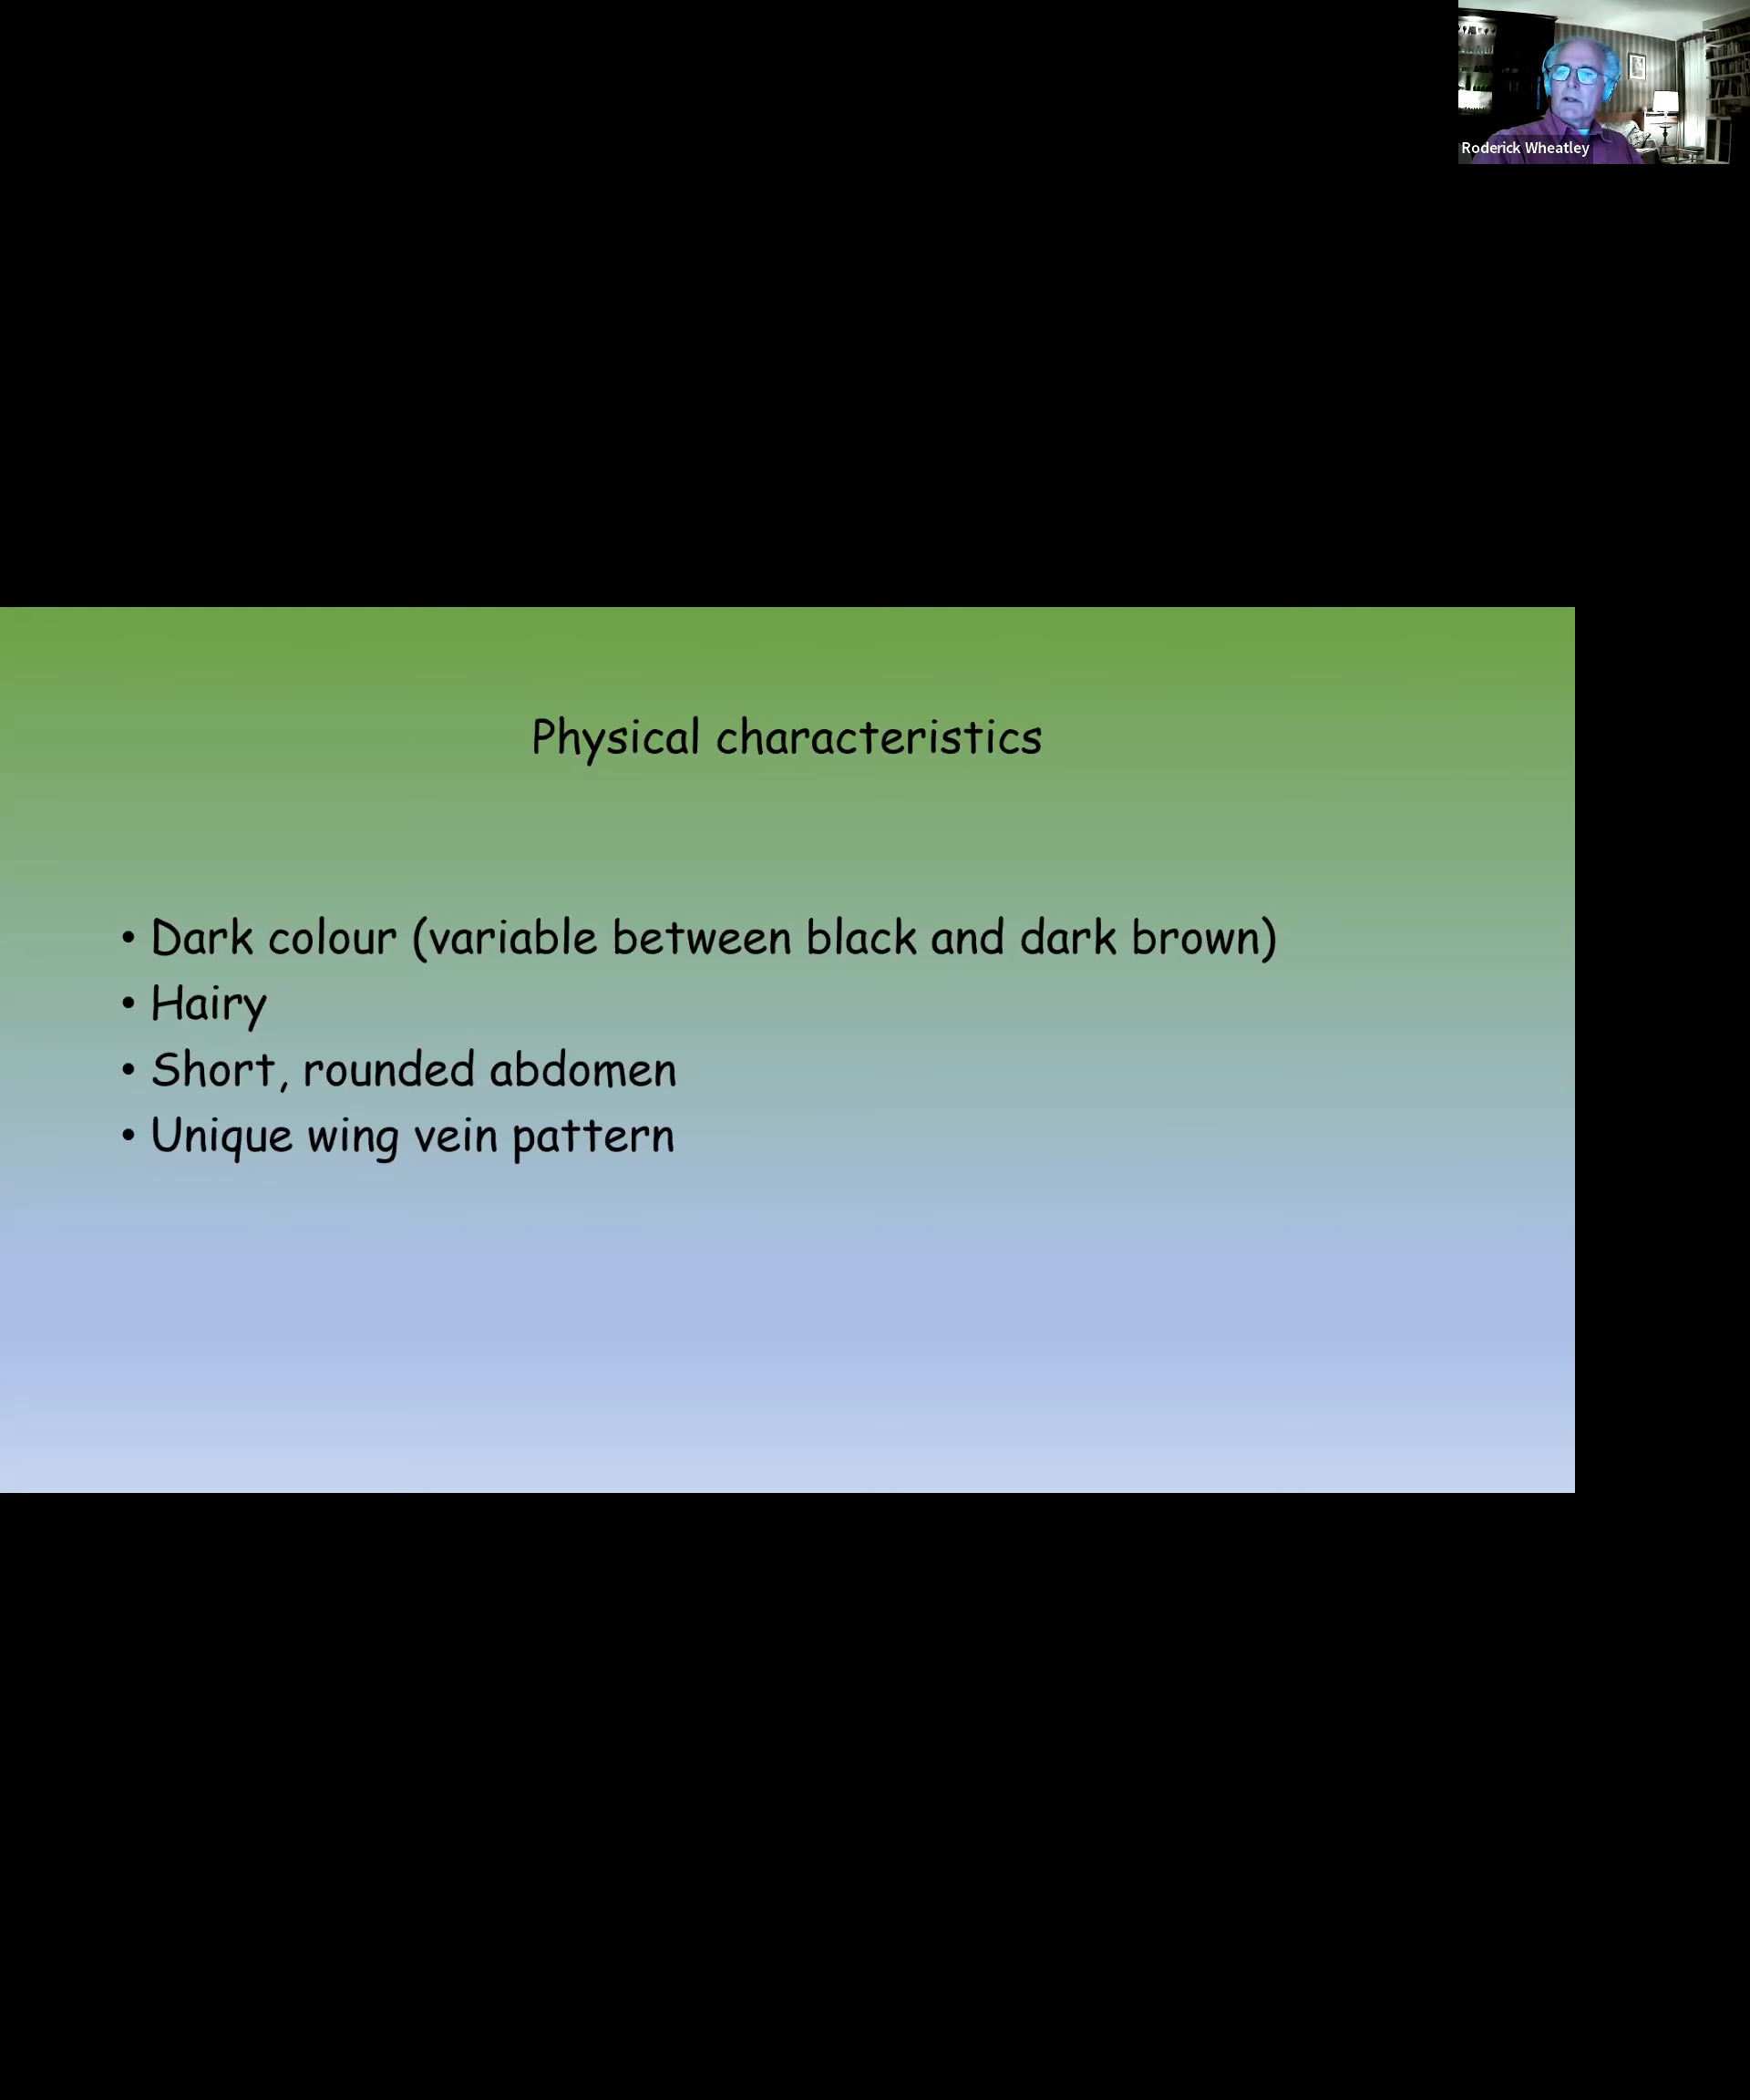 Roderick Wheatley
Physical characteristics
• Dark colour (variable between black and dark brown)
• Hairy
• Short, rounded abdomen
• Unique wing vein pattern